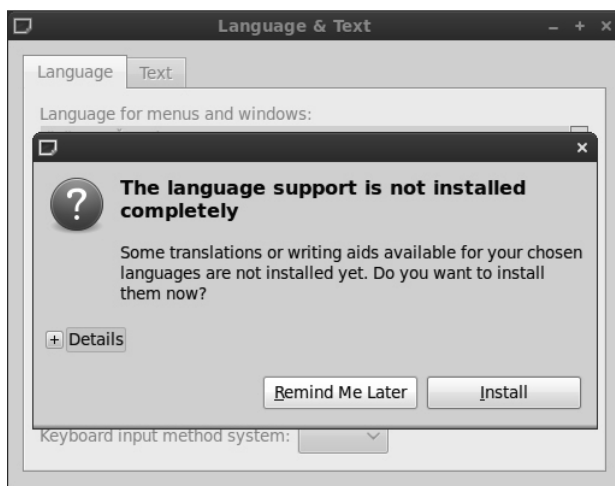 Language & Text
Language Text
Language for menus and windows:
The language support is not installed
completely
Some translations or writing aids available for your chosen
languages are not installed yet. Do you want to install
them now?
Details
Remind Me Later Install
Keyboard input method system: